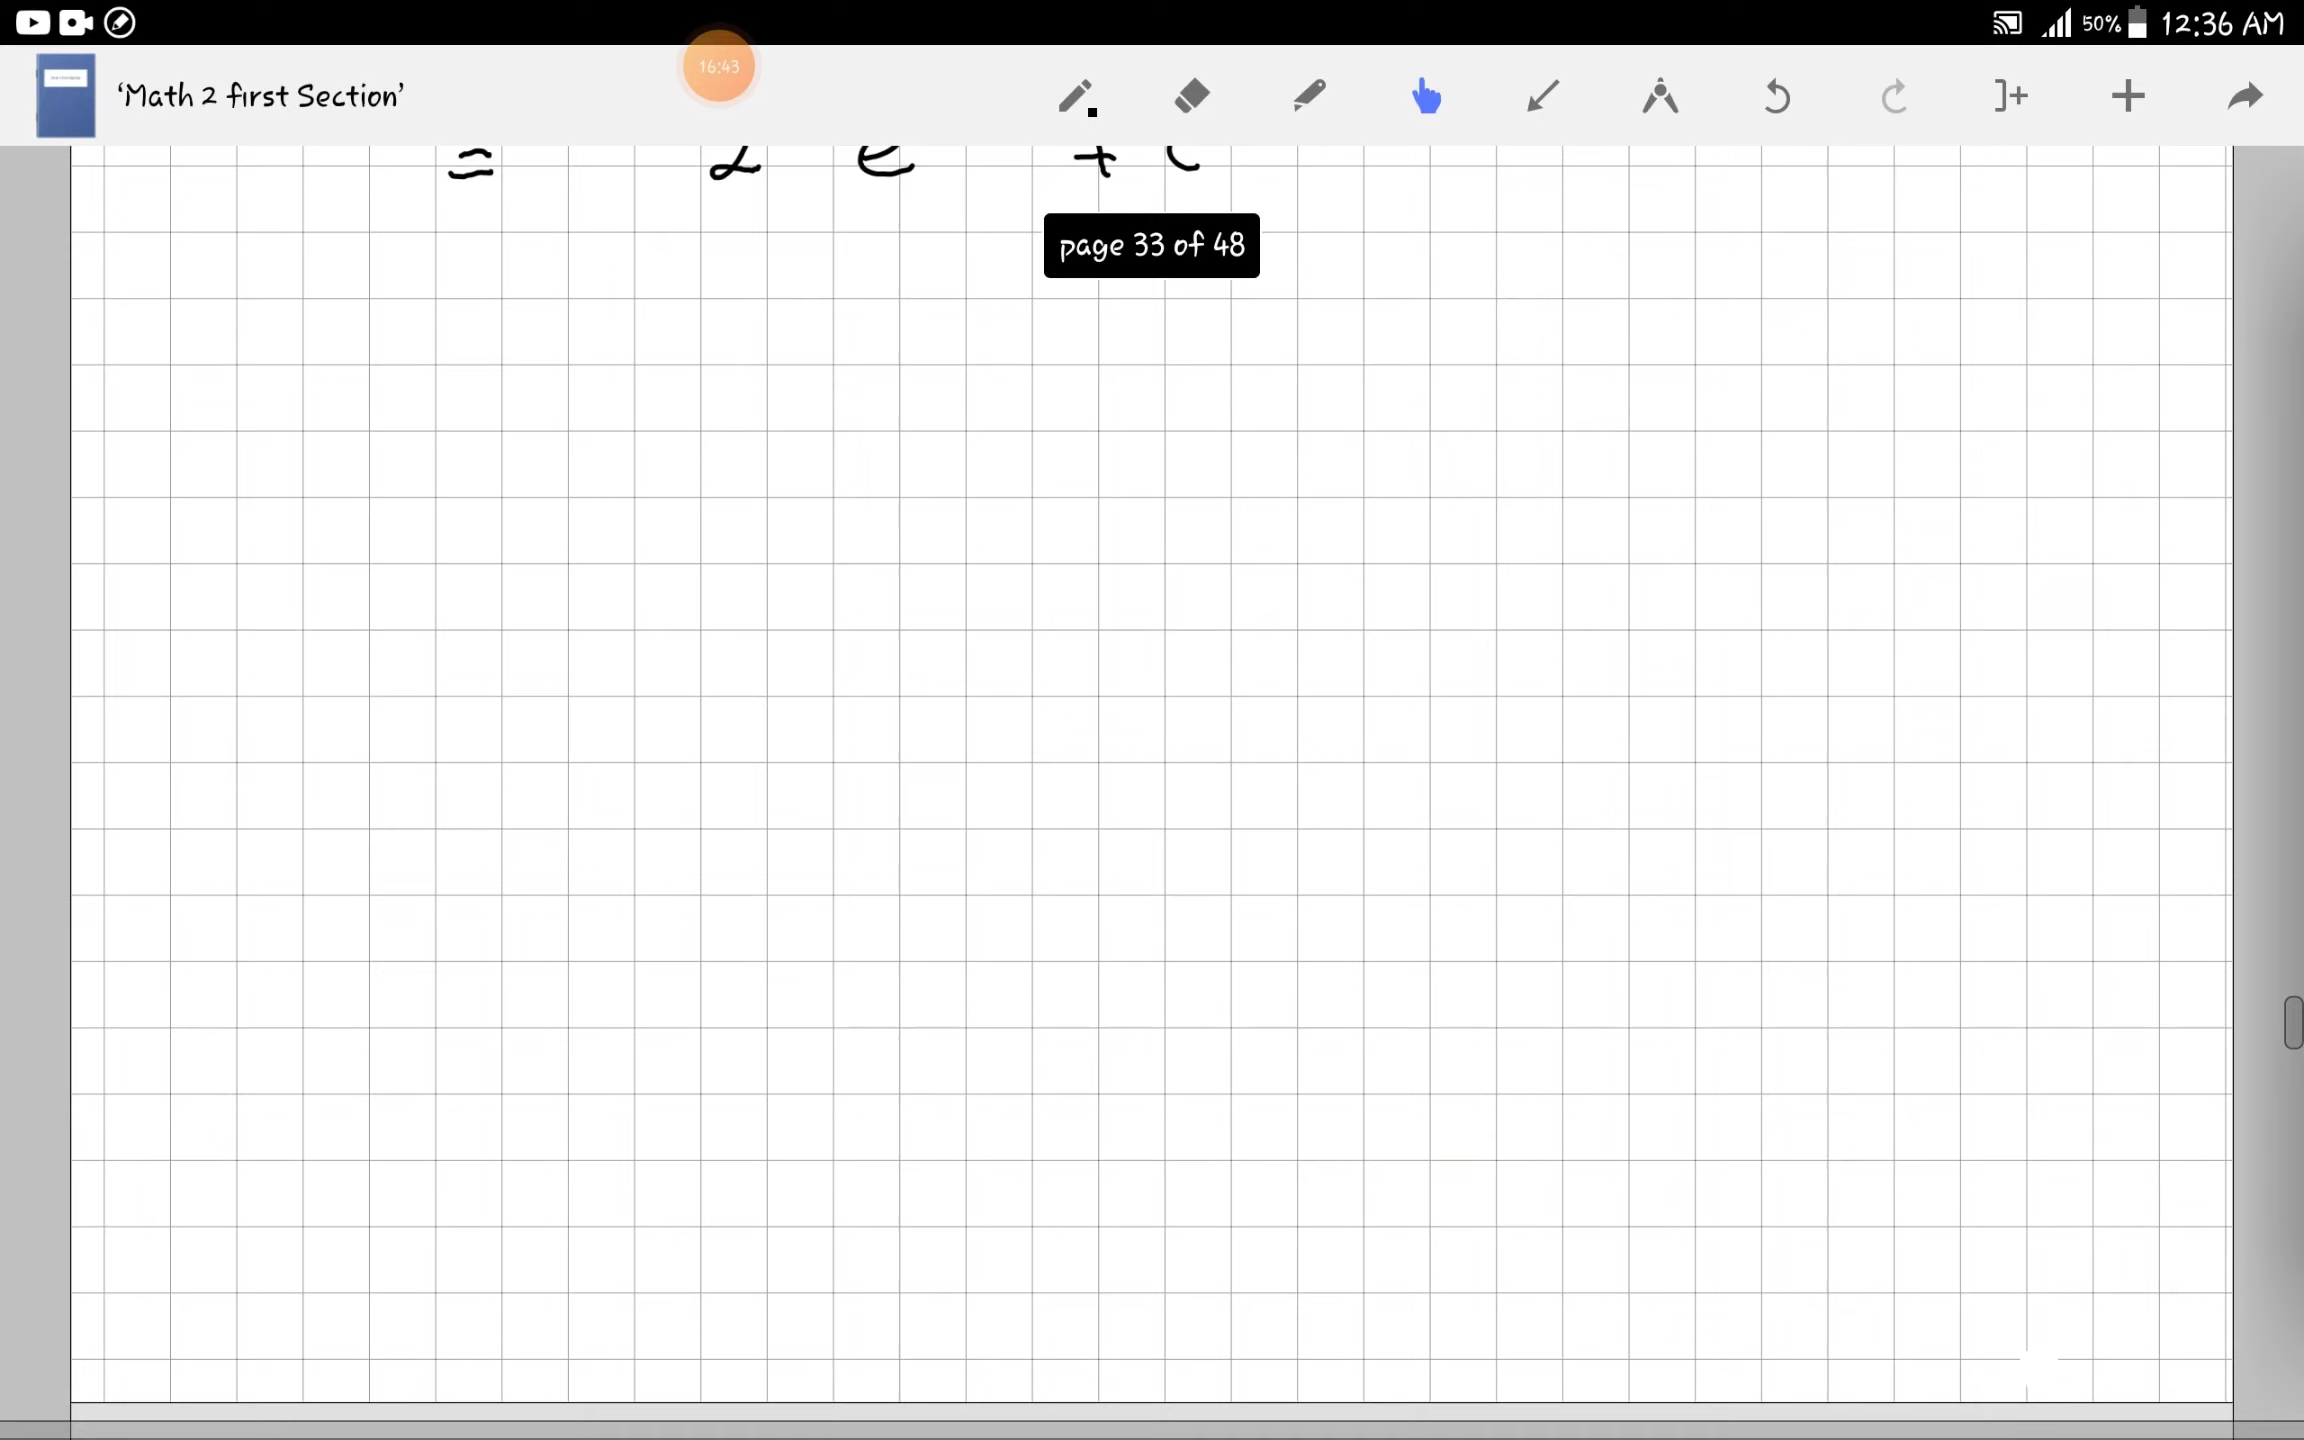 50% 12:36 AM
'Math 2 first Section'
16:43
= 2 e + c
page 33 of 48